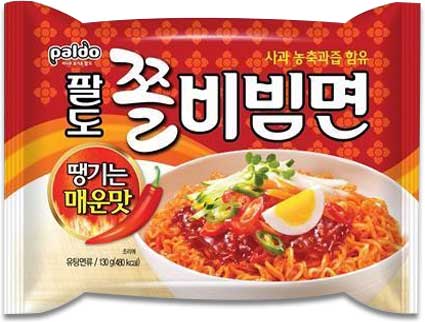 paldo
사과 농축과즙 함유
팔도
쫄비빔면
땡기는
매운맛
조리예
유탕면류 / 130 g (480 kcal)